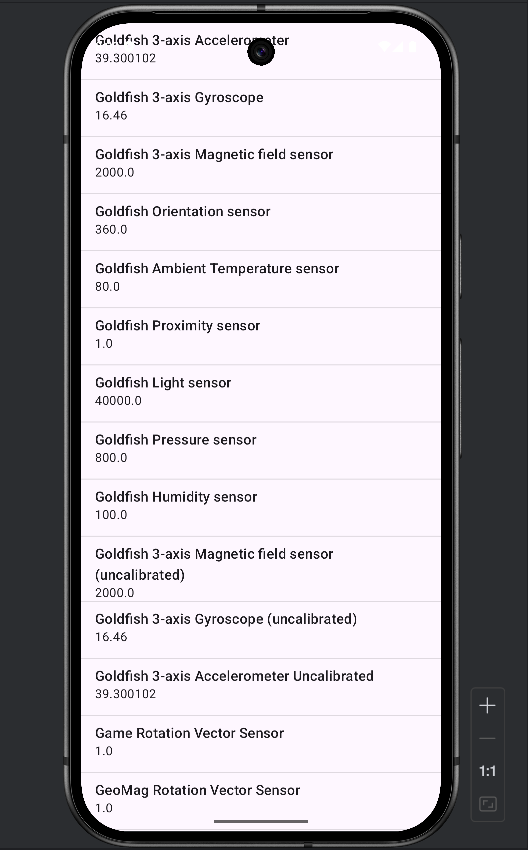 Goldfish 3-axis Accelerometer
39.300102
Goldfish 3-axis Gyroscope
16.46
Goldfish 3-axis Magnetic field sensor
2000.0
Goldfish Orientation sensor
360.0
Goldfish Ambient Temperature sensor
80.0
Goldfish Proximity sensor
1.0
Goldfish Light sensor
40000.0
Goldfish Pressure sensor
800.0
Goldfish Humidity sensor
100.0
Goldfish 3-axis Magnetic field sensor
(uncalibrated)
2000.0
Goldfish 3-axis Gyroscope (uncalibrated)
16.46
Goldfish 3-axis Accelerometer Uncalibrated
39.300102
Game Rotation Vector Sensor
1.0
GeoMag Rotation Vector Sensor
1.0
1:1